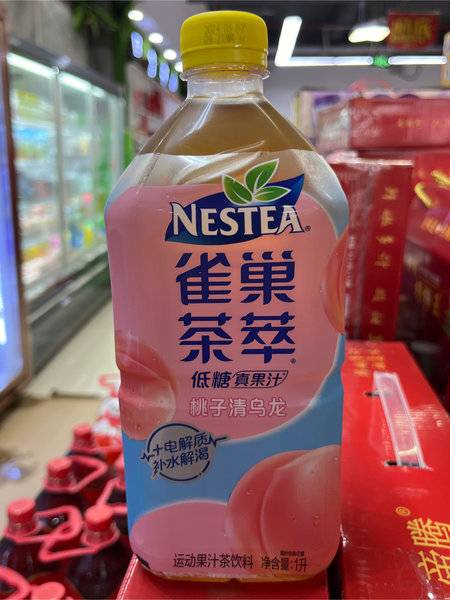 NESTEA®
雀巢
茶萃®
低糖 真果汁
桃子清乌龙
+电解质
补水解渴
运动果汁茶饮料 净含量:1升